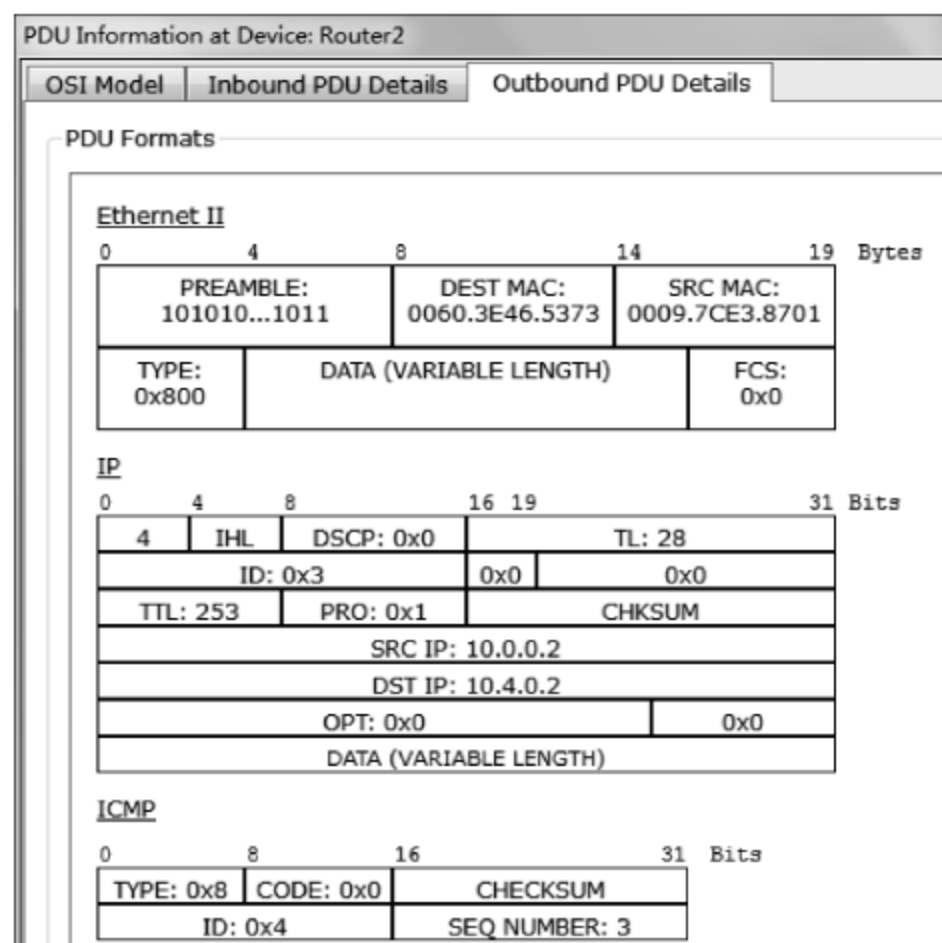 PDU Information at Device: Router2
OSI Model Inbound PDU Details Outbound PDU Details
PDU Formats
Ethernet II
0 4 8 14 19 Bytes
PREAMBLE: DEST MAC: SRC MAC:
101010...1011 0060.3E46.5373 0009.7CE3.8701
TYPE: DATA (VARIABLE LENGTH) FCS:
0x800 0x0
IP
0 4 8 16 19 31 Bits
4 IHL DSCP: 0x0 TL: 28
ID: 0x3 0x0 0x0
TTL: 253 PRO: 0x1 CHKSUM
SRC IP: 10.0.0.2
DST IP: 10.4.0.2
OPT: 0x0 0x0
DATA (VARIABLE LENGTH)
ICMP
0 8 16 31 Bits
TYPE: 0x8 CODE: 0x0 CHECKSUM
ID: 0x4 SEQ NUMBER: 3